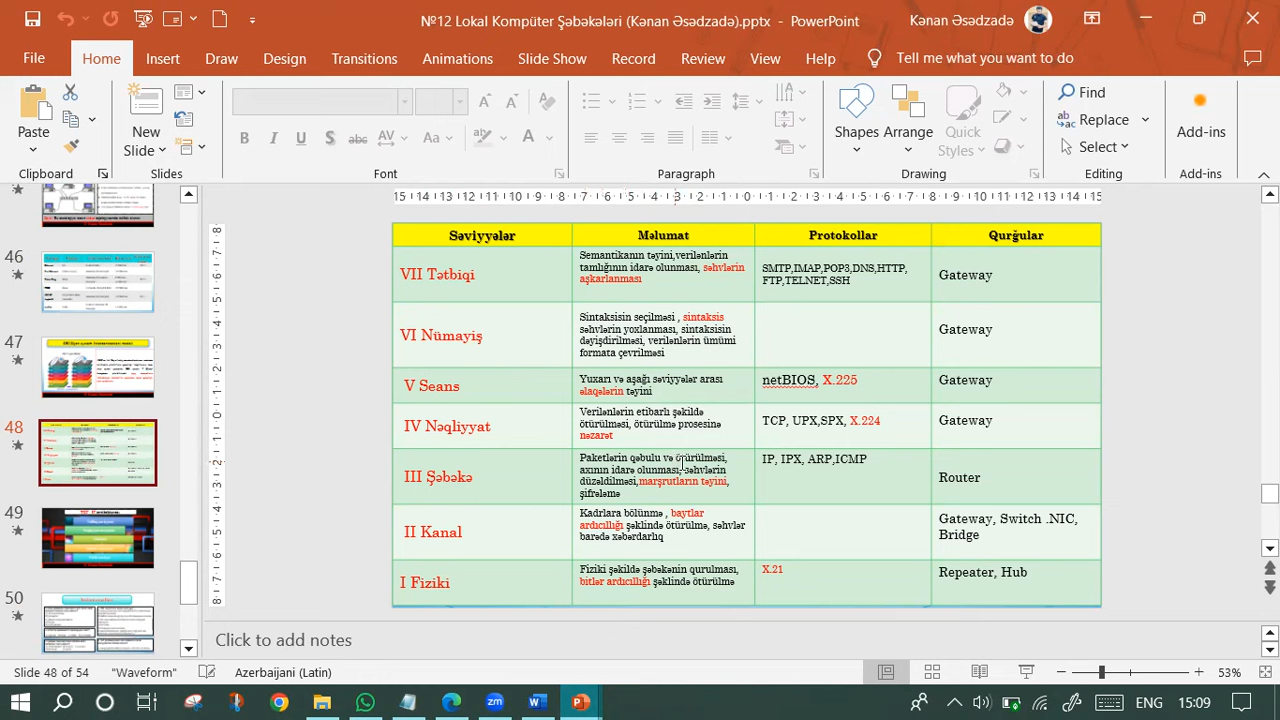 №12 Lokal Kompüter Şəbəkələri (Kənan Əsədzadə).pptx - PowerPoint
Kənan Əsədzadə
File Home Insert Draw Design Transitions Animations Slide Show Record Review View Help Tell me what you want to do
Paste
New
Slide
Shapes Arrange Quick
Styles
Find
Replace
Select
Add-ins
Clipboard Slides Font Paragraph Drawing Editing Add-ins
46
47
48
49
50
Səviyyələr Məlumat Protokollar Qurğular
VII Tətbiqi
Semantikanın təyini,verilənlərin
tamlığının idarə olunması, səhvlərin
aşkarlanması
SMTP,IMAP,POP3,DNS,HTTP,
FTP,TELNET,SSH
Gateway
VI Nümayiş
Sintaksisin seçilməsi , sintaksis
səhvlərin yoxlanması, sintaksisin
dəyişdirilməsi, verilənlərin ümümi
formata çevrilməsi
Gateway
V Seans
Yuxarı və aşağı səviyyələr arası
əlaqələrin təyini
netBIOS, X.225
Gateway
IV Nəqliyyat
Verilənlərin etibarlı şəkildə
örürülməsi, ötürülmə prosesinə
nəzarət
TCP, UPX,SPX, X.224
Gateway
III Şəbəkə
Paketlərin qəbulu və ötürülməsi,
axının idarə olunması, səhvlərin
düzəldilməsi,marşrutların təyini,
şifrələmə
IP,IPX, ARP,ICMP
Router
II Kanal
Kadrlara bölünmə , baytlar
ardıcıllığı şəklində ötürülmə, səhvlər
barədə xəbərdarlıq
Gateway, Switch .NIC,
Bridge
I Fiziki
Fiziki şəkildə şəbəkənin qurulması,
bitlər ardıcıllığı şəklində ötürülmə
X.21
Repeater, Hub
Click to add notes
Slide 48 of 54 "Waveform" Azerbaijani (Latin) 53%
ENG 15:09